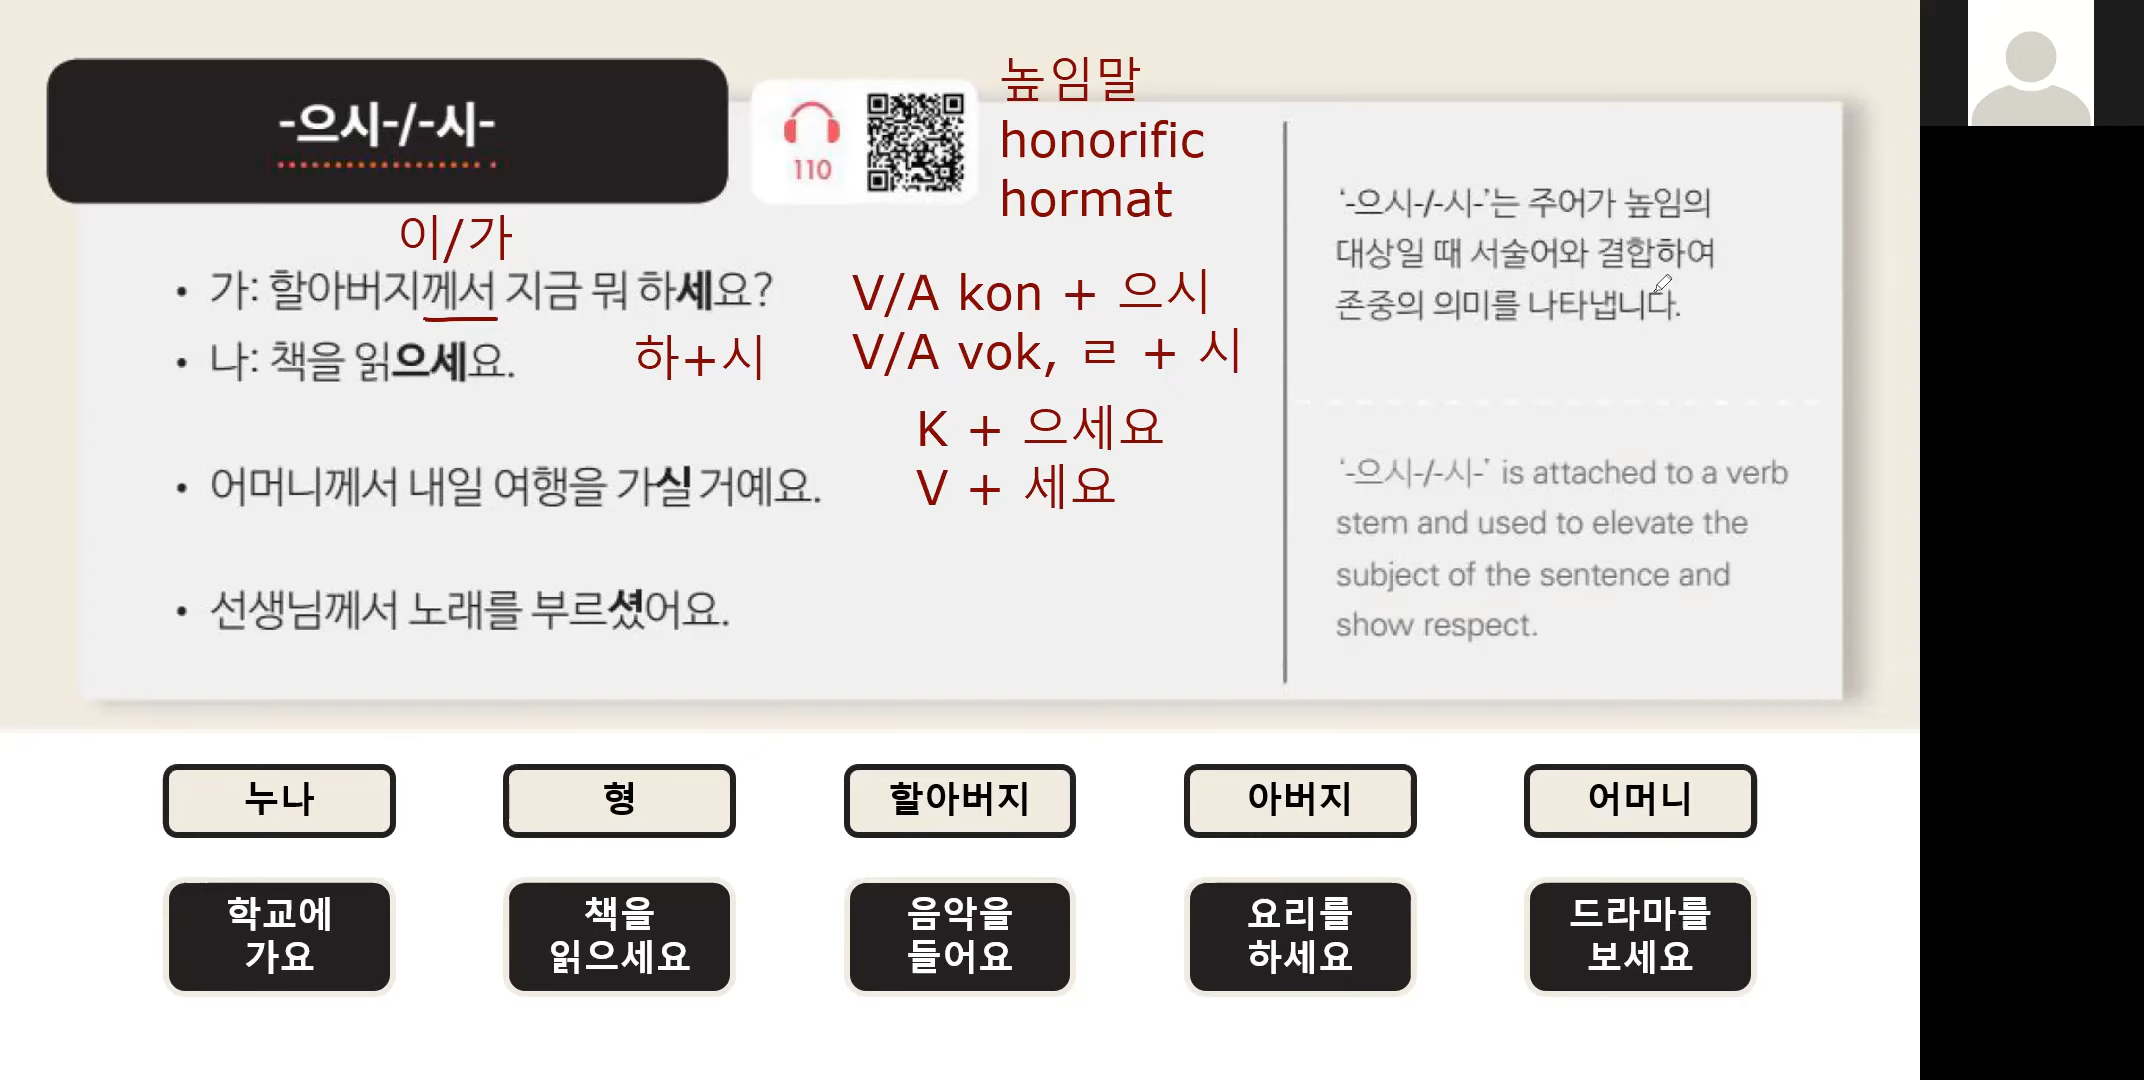 -으시-/-시-
110
높임말
honorific
hormat
이/가
• 가: 할아버지께서 지금 뭐 하세요?
• 나: 책을 읽으세요.
하+시
• 어머니께서 내일 여행을 가실 거예요.
• 선생님께서 노래를 부르셨어요.
V/A kon + 으시
V/A vok, ㄹ + 시
K + 으세요
V + 세요
‘-으시-/-시-’는 주어가 높임의
대상일 때 서술어와 결합하여
존중의 의미를 나타냅니다.
‘-으시-/-시-’ is attached to a verb
stem and used to elevate the
subject of the sentence and
show respect.
누나
형
할아버지
아버지
어머니
학교에
가요
책을
읽으세요
음악을
들어요
요리를
하세요
드라마를
보세요